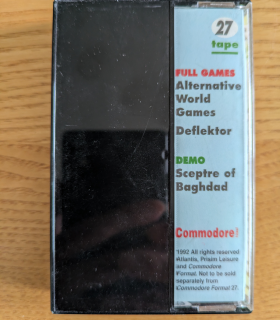 27
tape
FULL GAMES
Alternative
World
Games
Deflektor
DEMO
Sceptre of
Baghdad
Commodore!
1992 All rights reserved
Atlantis, Prism Leisure
and Commodore
Format. Not to be sold
separately from
Commodore Format 27.